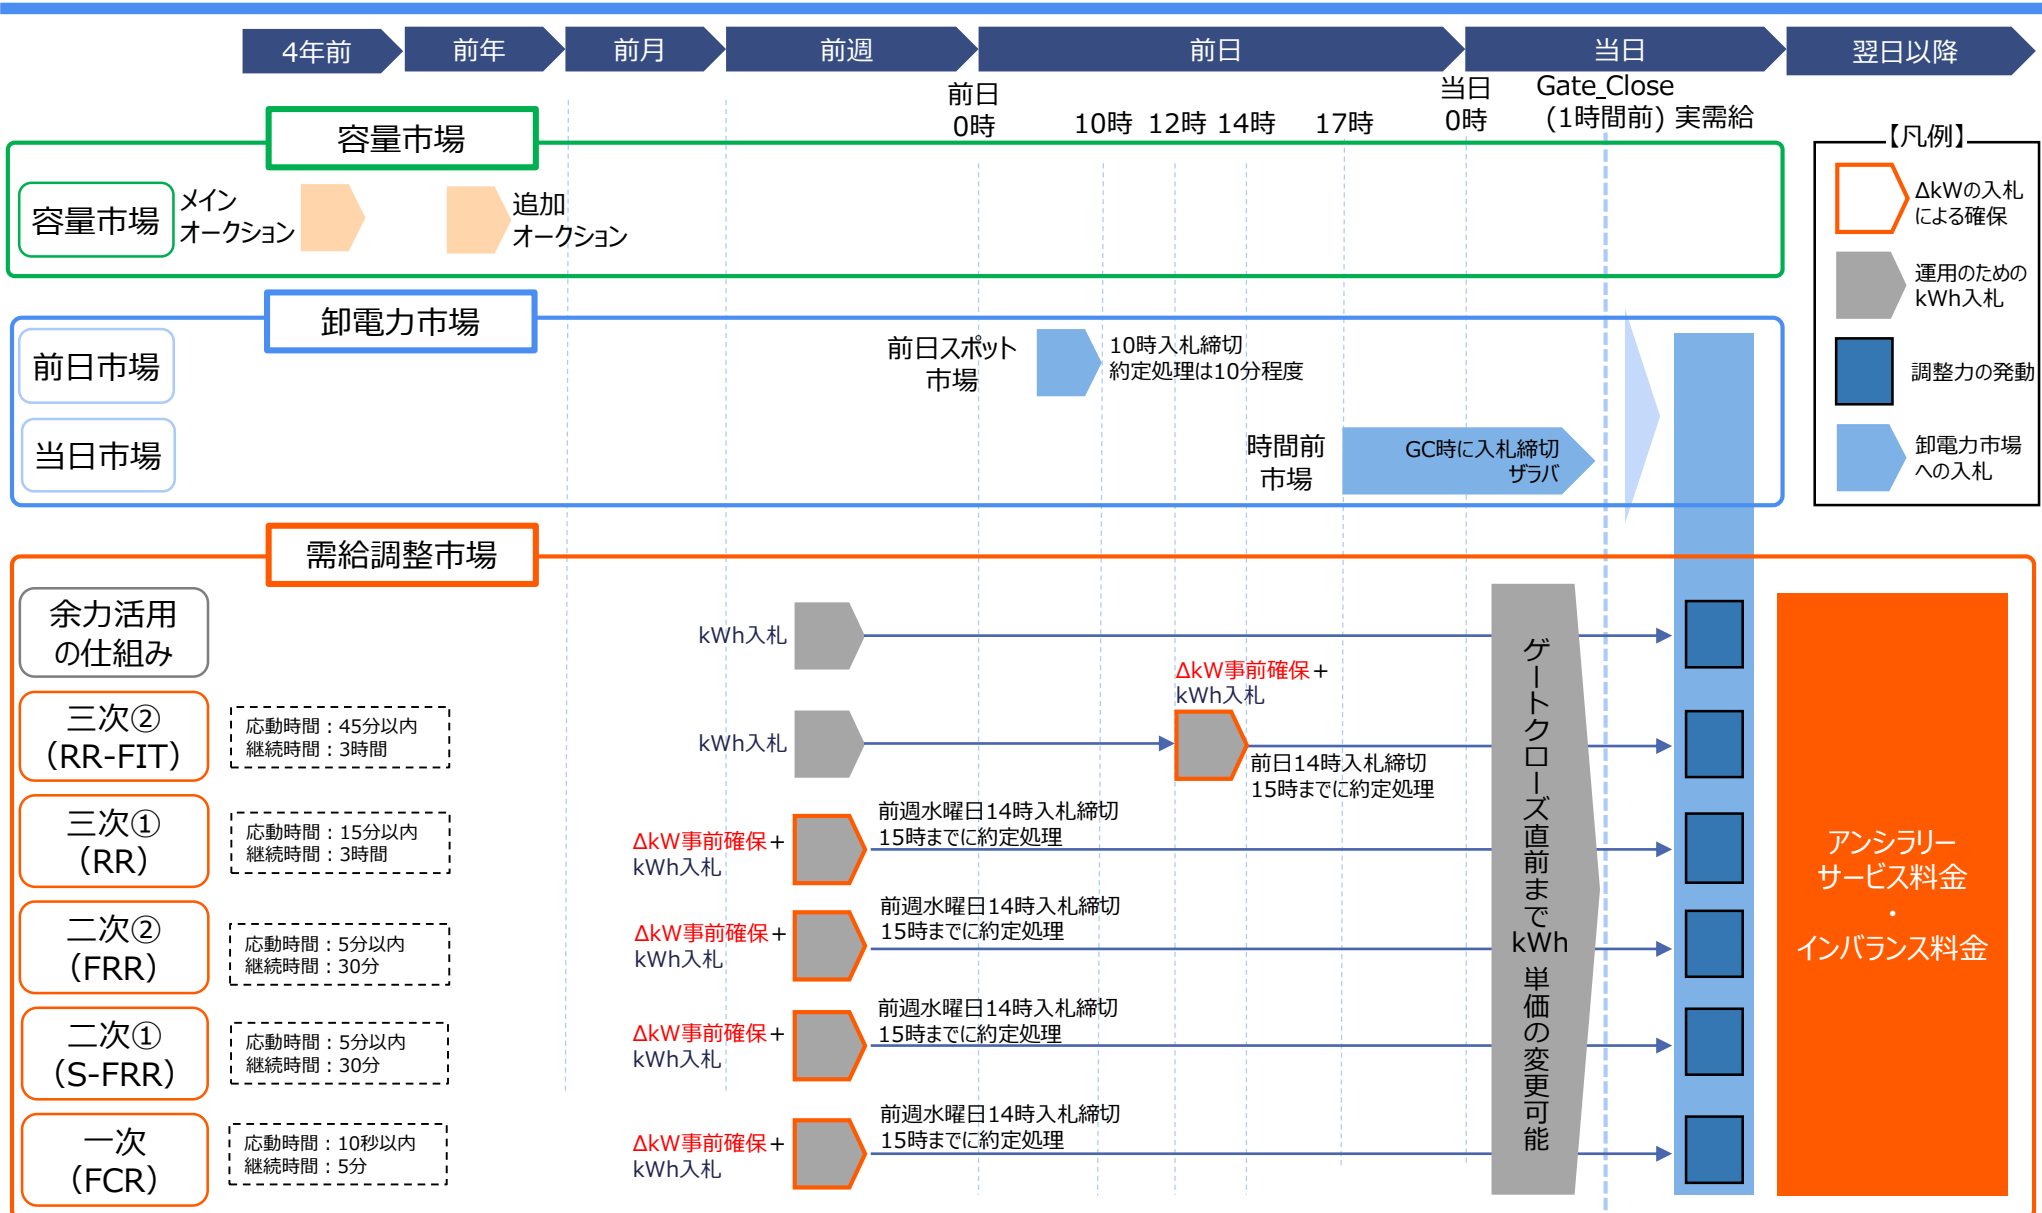 4年前
前年
前月
前週
前日
当日
翌日以降
前日
0時
10時
12時
14時
17時
当日
0時
Gate_Close
(1時間前)
実需給
容量市場
容量市場
メイン
オークション
追加
オークション
【凡例】
ΔkWの入札
による確保
運用のための
kWh入札
調整力の発動
卸電力市場
への入札
卸電力市場
前日市場
前日スポット
市場
10時入札締切
約定処理は10分程度
当日市場
時間前
市場
GC時に入札締切
ザラバ
需給調整市場
余力活用
の仕組み
kWh入札
三次②
(RR-FIT)
応動時間:45分以内
継続時間:3時間
kWh入札
ΔkW事前確保+
kWh入札
前日14時入札締切
15時までに約定処理
三次①
(RR)
応動時間:15分以内
継続時間:3時間
ΔkW事前確保+
kWh入札
前週水曜日14時入札締切
15時までに約定処理
二次②
(FRR)
応動時間:5分以内
継続時間:30分
ΔkW事前確保+
kWh入札
前週水曜日14時入札締切
15時までに約定処理
二次①
(S-FRR)
応動時間:5分以内
継続時間:30分
ΔkW事前確保+
kWh入札
前週水曜日14時入札締切
15時までに約定処理
一次
(FCR)
応動時間:10秒以内
継続時間:5分
ΔkW事前確保+
kWh入札
前週水曜日14時入札締切
15時までに約定処理
ゲートクローズ直前までkWh単価の変更可能
アンシラリー
サービス料金
・
インバランス料金